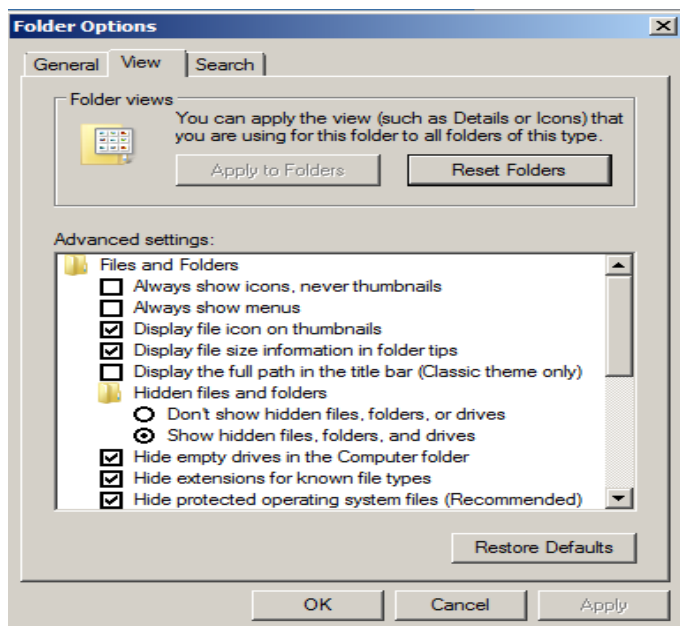 Folder Options
General View Search
Folder views
You can apply the view (such as Details or Icons) that
you are using for this folder to all folders of this type.
Apply to Folders Reset Folders
Advanced settings:
Files and Folders
Always show icons, never thumbnails
Always show menus
Display file icon on thumbnails
Display file size information in folder tips
Display the full path in the title bar (Classic theme only)
Hidden files and folders
Don't show hidden files, folders, or drives
Show hidden files, folders, and drives
Hide empty drives in the Computer folder
Hide extensions for known file types
Hide protected operating system files (Recommended)
Restore Defaults
OK Cancel Apply